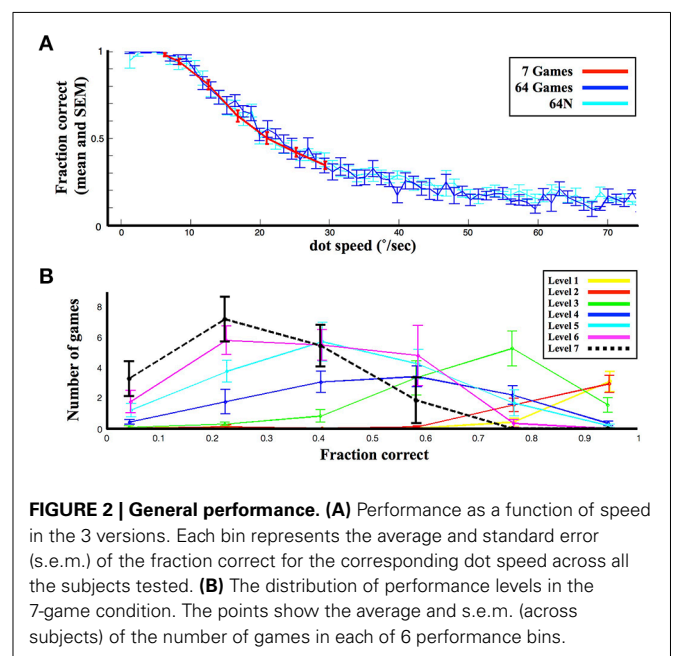 A
Fraction correct
(mean and SEM)
1
0.5
0
7 Games
64 Games
64N
0 10 20 30 40 50 60 70
dot speed (°/sec)
B
Number of games
8
6
4
2
0
Level 1
Level 2
Level 3
Level 4
Level 5
Level 6
Level 7
0 0.1 0.2 0.3 0.4 0.5 0.6 0.7 0.8 0.9 1
Fraction correct
FIGURE 2 | General performance. (A) Performance as a function of speed
in the 3 versions. Each bin represents the average and standard error
(s.e.m.) of the fraction correct for the corresponding dot speed across all
the subjects tested. (B) The distribution of performance levels in the
7-game condition. The points show the average and s.e.m. (across
subjects) of the number of games in each of 6 performance bins.